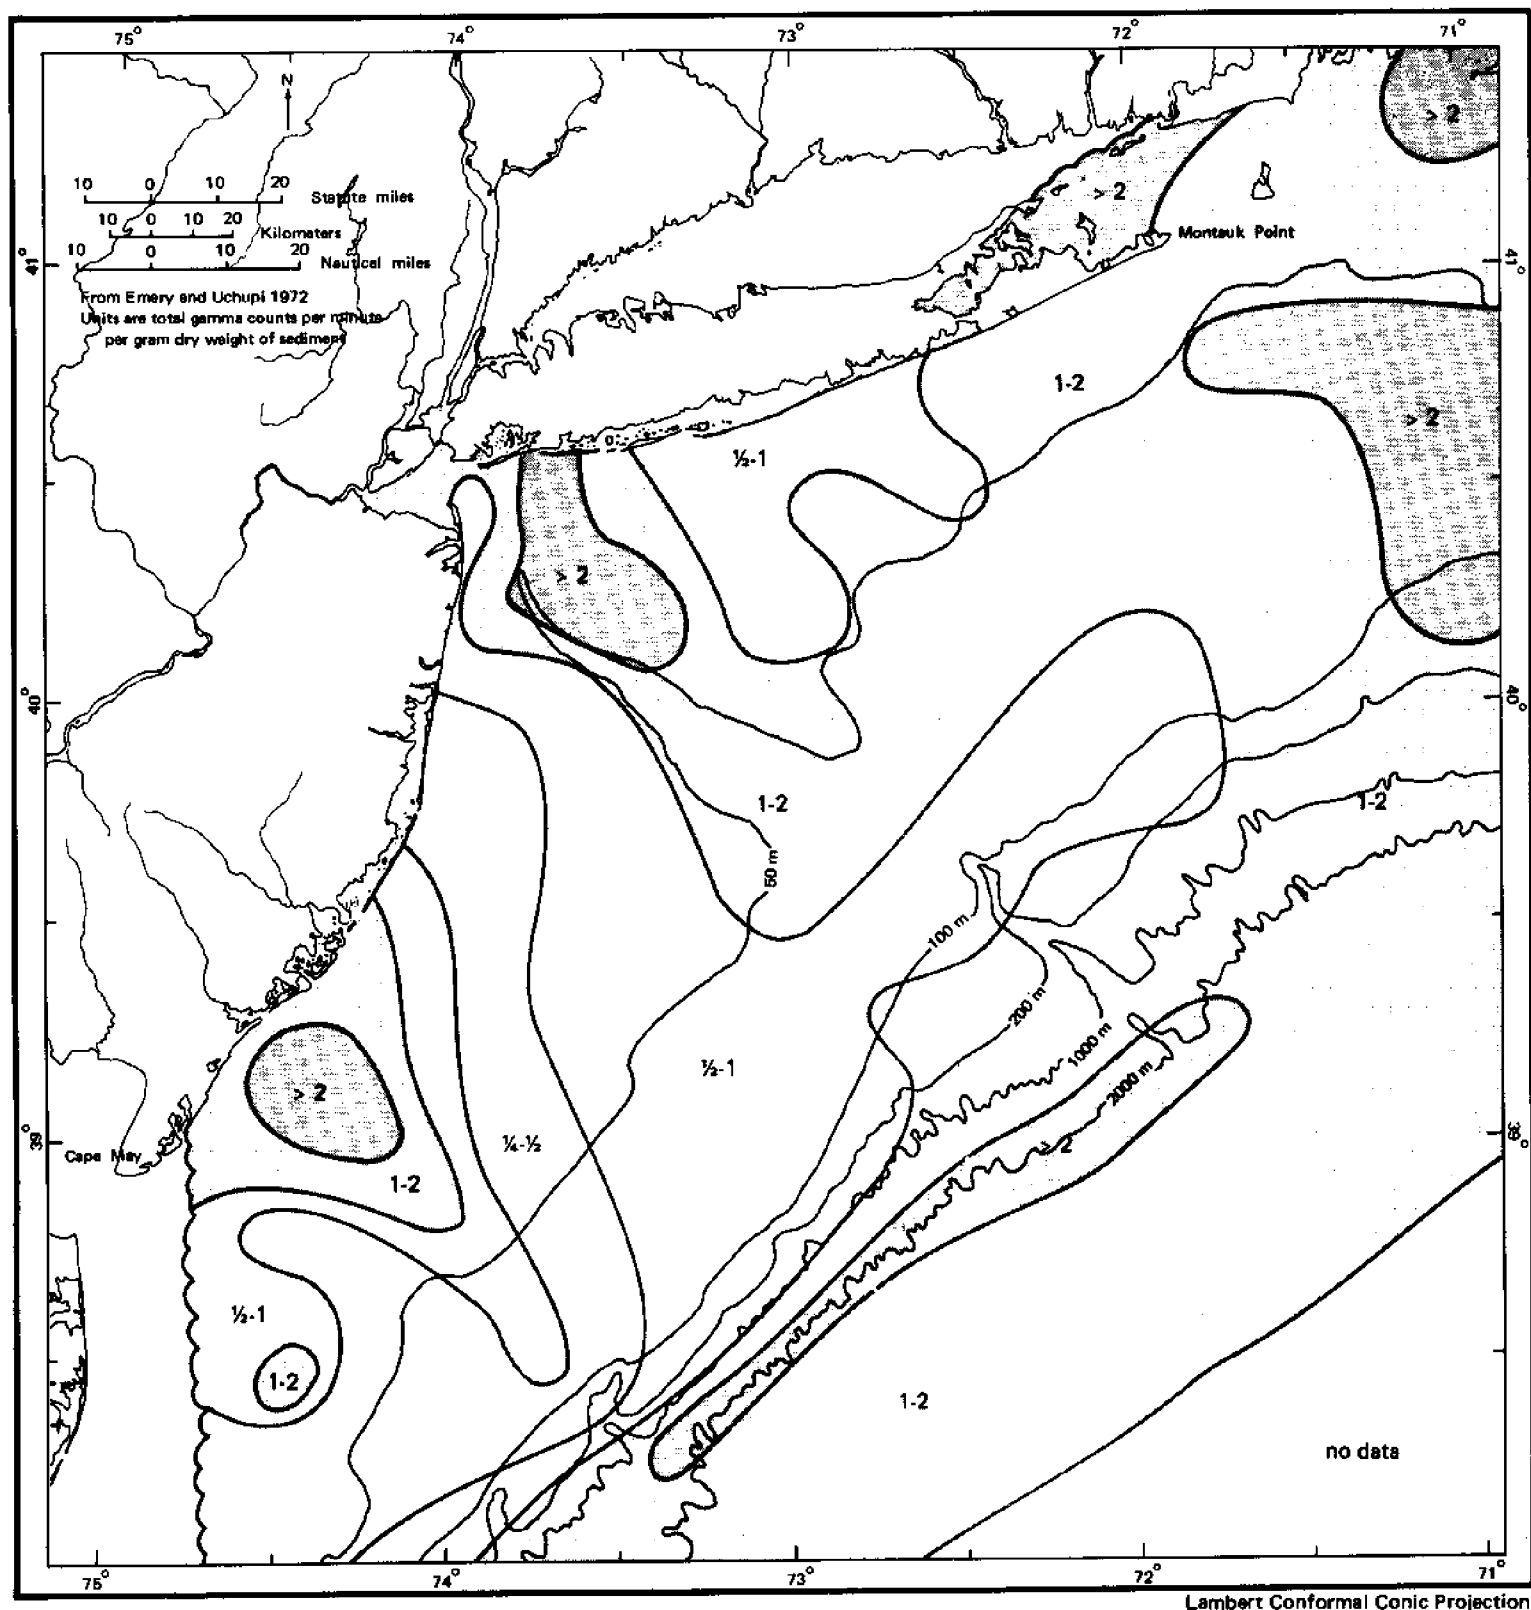 75° 74° 73° 72° 71°
N
> 2
10 0 10 20
Statute miles
10 0 10 20
Kilometers
10 0 10 20
Nautical miles
> 2
Montauk Point
41° 41°
From Emery and Uchupi 1972
Units are total gamma counts per minute
per gram dry weight of sediment
1-2
> 2
½-1
> 2
40° 40°
1-2
1-2
50 m
100 m
200 m
1000 m
½-1
2000 m
> 2
39° 39°
¼-½
> 2
Cape May
1-2
½-1
1-2
1-2
no data
75° 74° 73° 72° 71°
Lambert Conformal Conic Projection